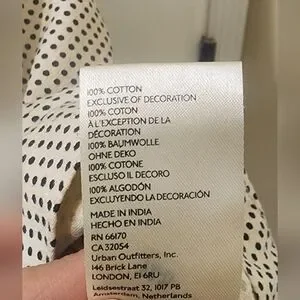 100% COTTON
EXCLUSIVE OF DECORATION
100% COTON
À L'EXCEPTION DE LA
DÉCORATION
100% BAUMWOLLE
OHNE DEKO
100% COTONE
ESCLUSO IL DECORO
100% ALGODÓN
EXCLUYENDO LA DECORACIÓN
MADE IN INDIA
HECHO EN INDIA
RN 66170
CA 32054
Urban Outfitters, Inc.
146 Brick Lane
LONDON, E1 6RU
Leidsestraat 32, 1017 PB
Amsterdam, Netherlands